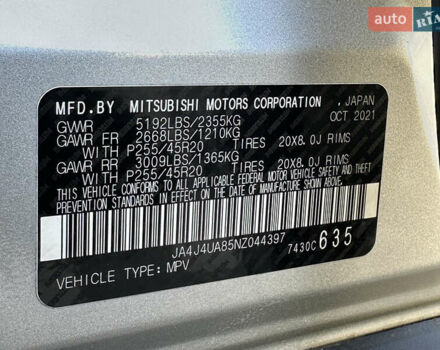 AUTO RIA
MFD.BY MITSUBISHI MOTORS CORPORATION , JAPAN
GVWR 5192LBS/2355KG OCT 2021
GAWR FR 2668LBS/1210KG
WITH P255/45R20 TIRES 20X8.0J RIMS
GAWR RR 3009LBS/1365KG
WITH P255/45R20 TIRES 20X8.0J RIMS
THIS VEHICLE CONFORMS TO ALL APPLICABLE FEDERAL
MOTOR VEHICLE SAFETY, BUMPER, AND THEFT
PREVENTION STANDARDS IN EFFECT ON THE DATE OF
MANUFACTURE SHOWN ABOVE.
JA4J4UA85NZ044397
7430C 635
VEHICLE TYPE: MPV